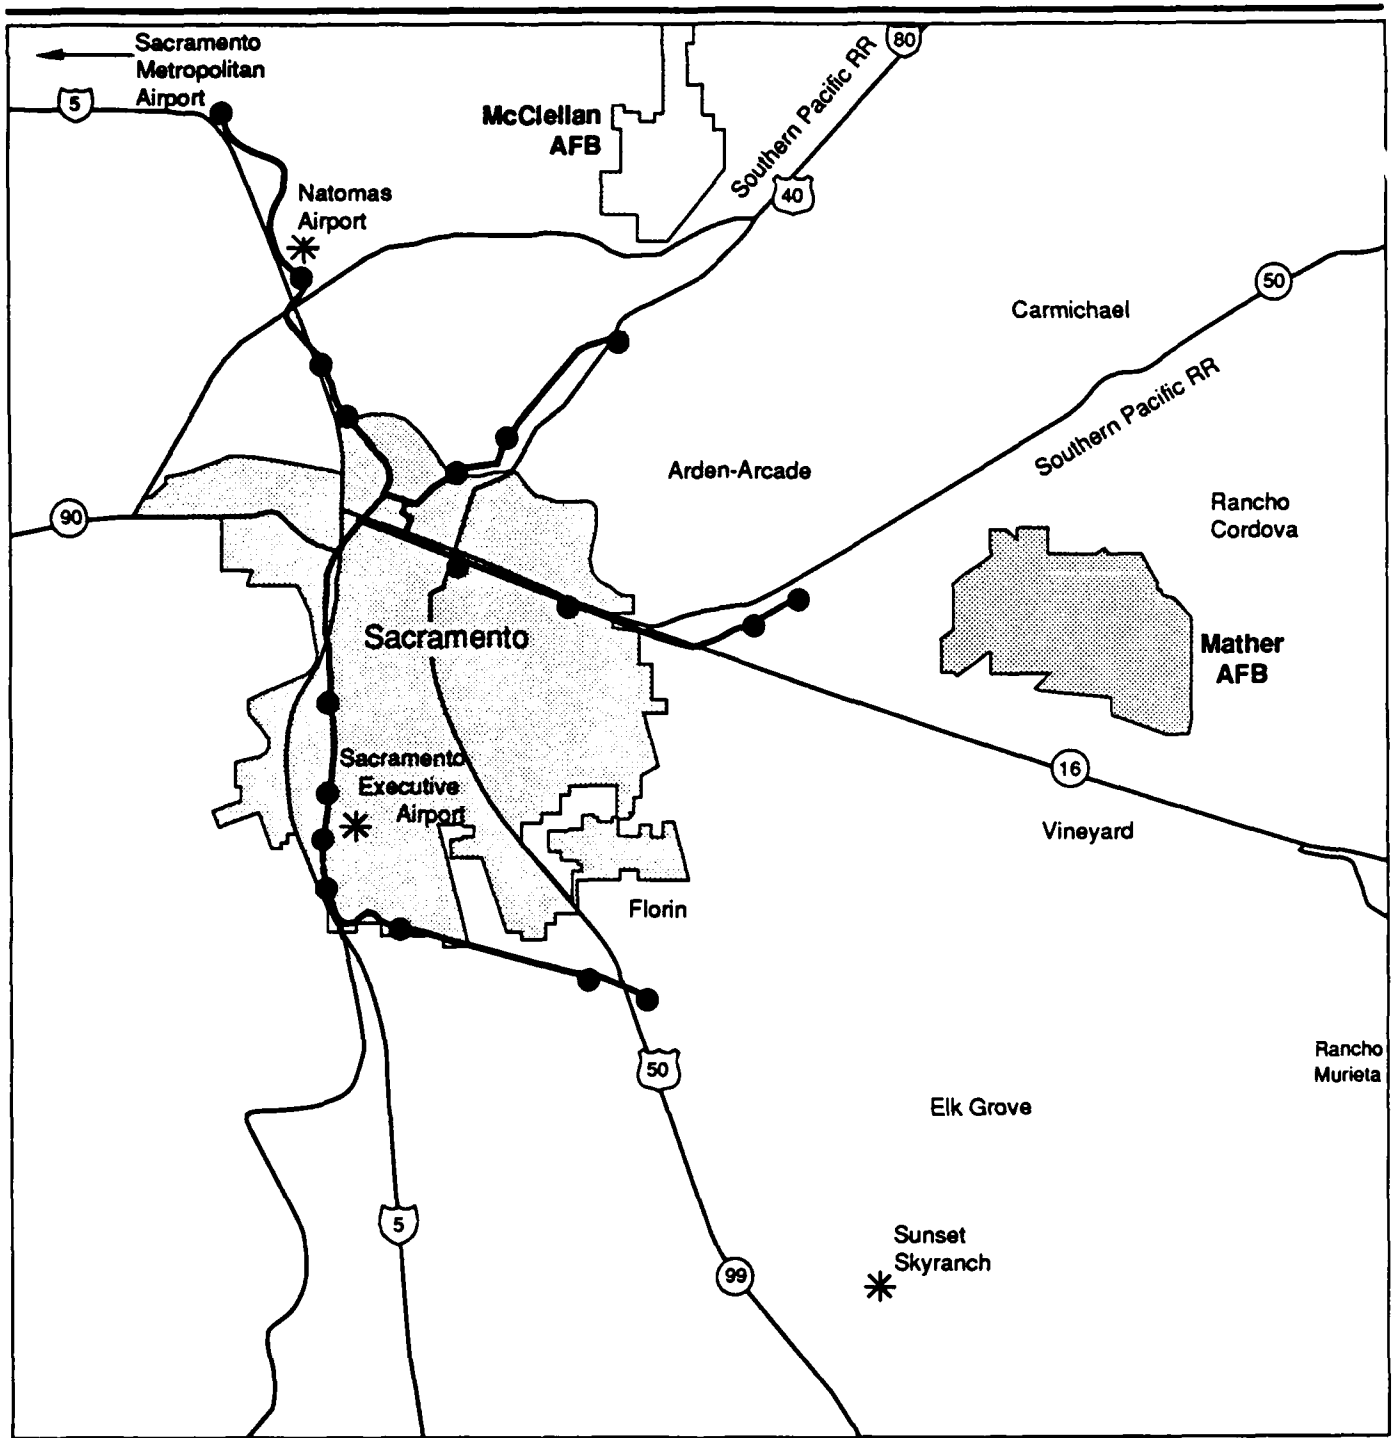 Sacramento
Metropolitan
Airport
5
McClellan
AFB
Southern Pacific RR
80
40
Natomas
Airport
50
Carmichael
Southern Pacific RR
Arden-Arcade
Rancho
Cordova
90
Sacramento
Mather
AFB
Sacramento
Executive
Airport
16
Vineyard
Florin
Rancho
Murieta
50
Elk Grove
5
Sunset
Skyranch
99